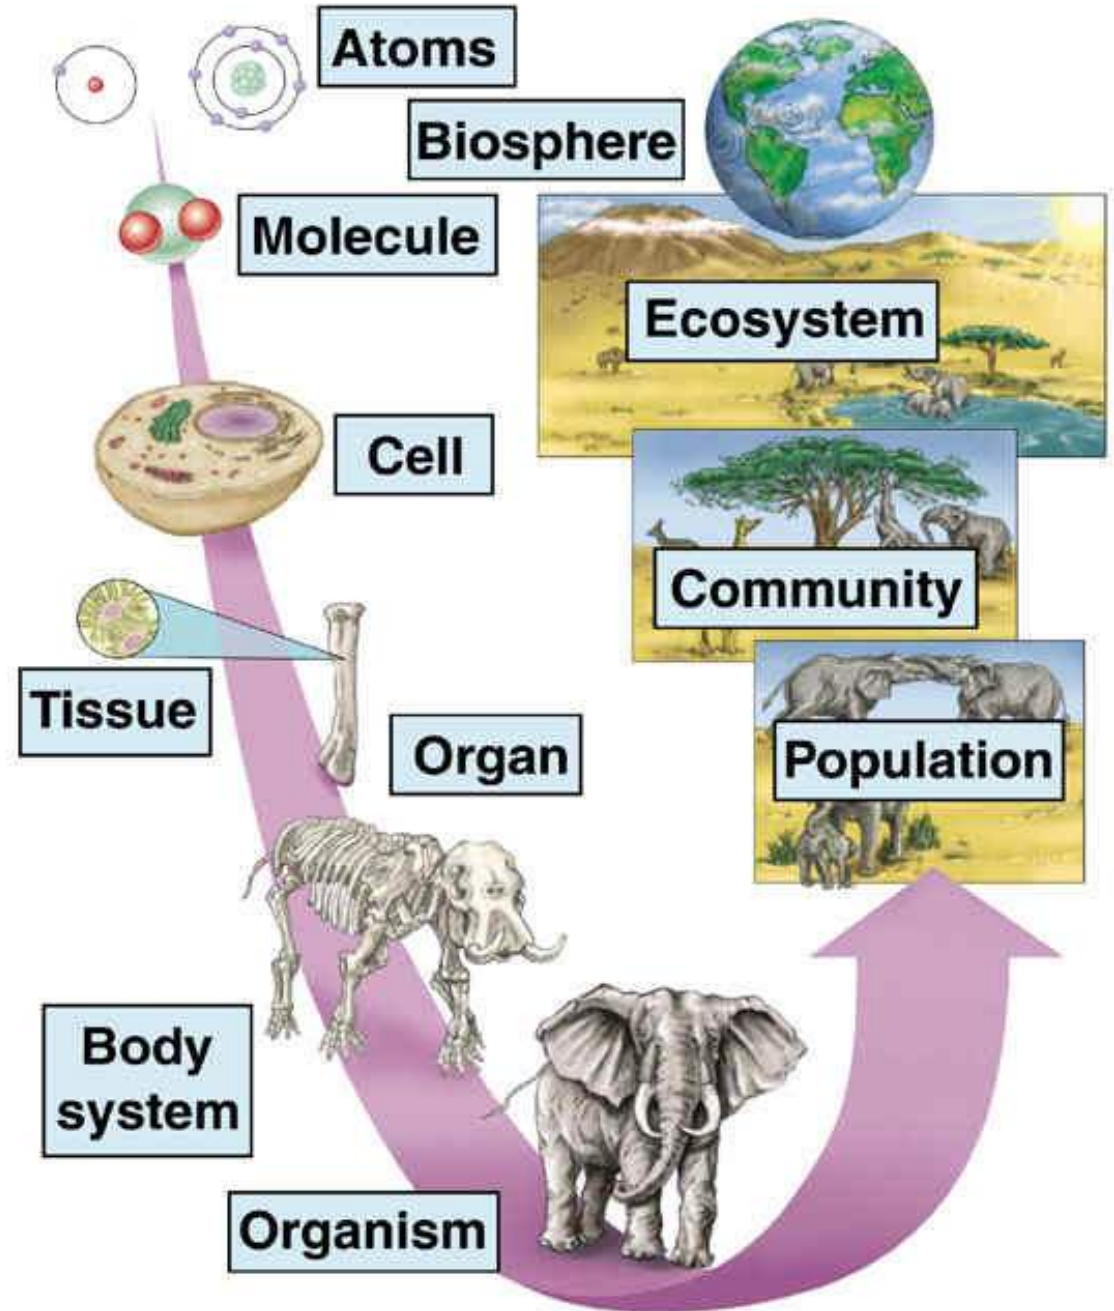 Atoms
Biosphere
Molecule
Ecosystem
Cell
Community
Tissue
Organ
Population
Body
system
Organism